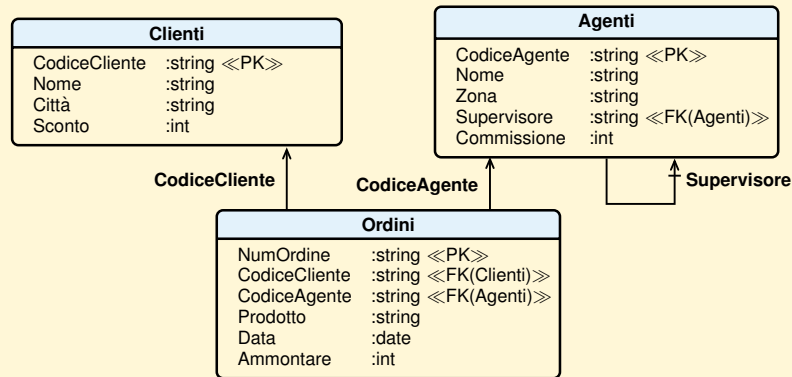 Clienti
CodiceCliente :string ≪PK≫
Nome :string
Città :string
Sconto :int
Agenti
CodiceAgente :string ≪PK≫
Nome :string
Zona :string
Supervisore :string ≪FK(Agenti)≫
Commissione :int
CodiceCliente
CodiceAgente
Supervisore
Ordini
NumOrdine :string ≪PK≫
CodiceCliente :string ≪FK(Clienti)≫
CodiceAgente :string ≪FK(Agenti)≫
Prodotto :string
Data :date
Ammontare :int